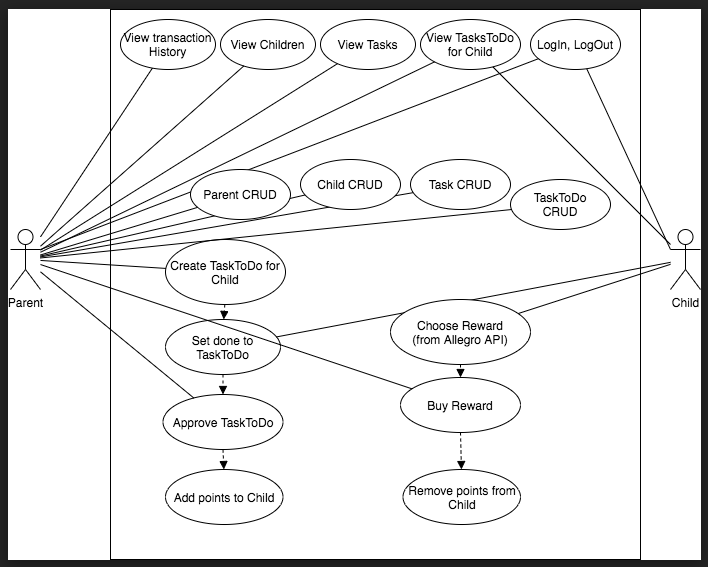 View transaction
History
View Children
View Tasks
View TasksToDo
for Child
LogIn, LogOut
Parent CRUD
Child CRUD
Task CRUD
TaskToDo
CRUD
Parent
Child
Create TaskToDo for
Child
Set done to
TaskToDo
Choose Reward
(from Allegro API)
Approve TaskToDo
Buy Reward
Add points to Child
Remove points from
Child